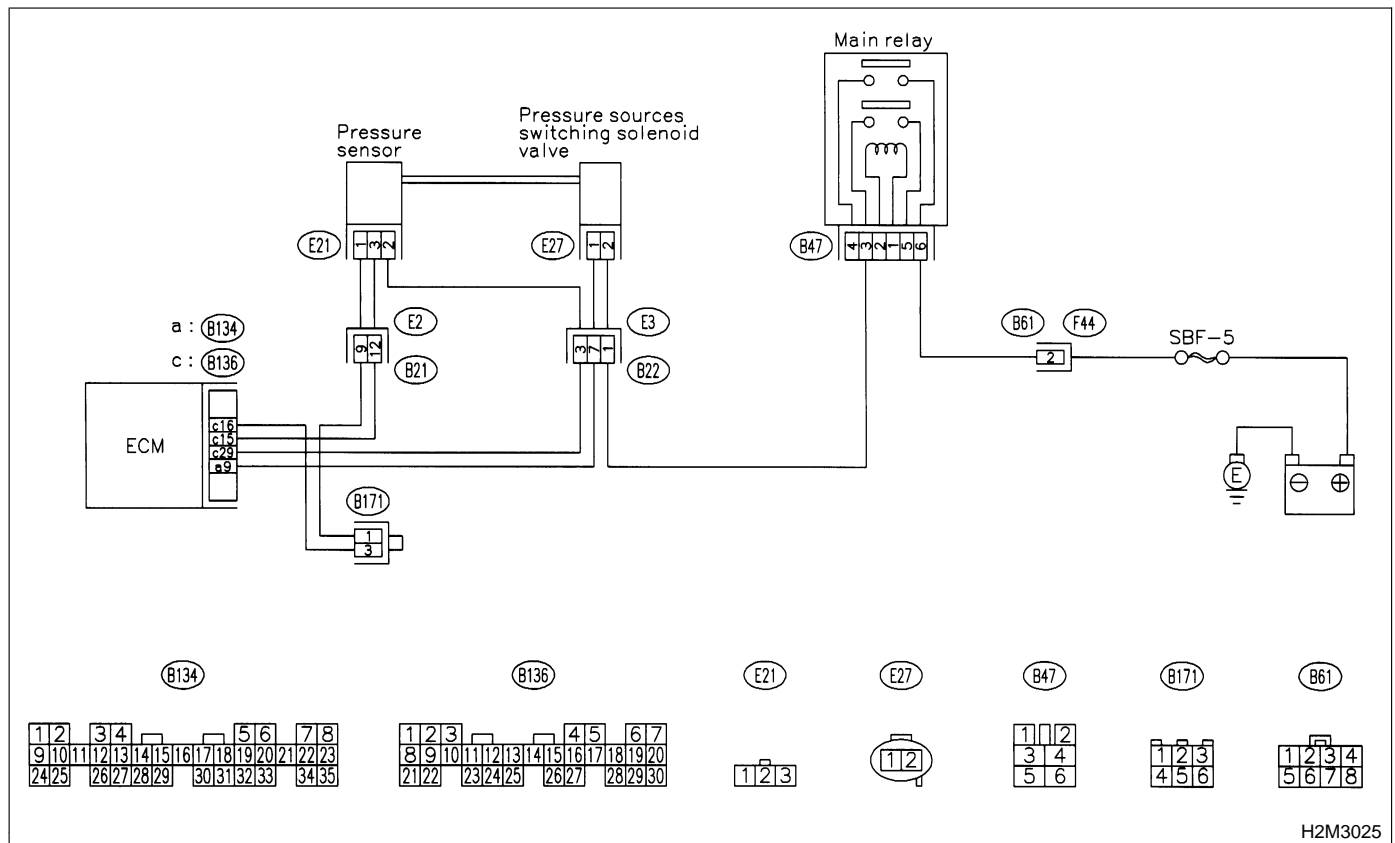 Main relay
Pressure sources
switching solenoid
valve
Pressure
sensor
E21 1 3 2
E27 1 2
B47 4 3 2 1 5 6
a : B134
c : B136
E2
9 12
B21
E3
3 7 1
B22
B61 F44
2
SBF-5
ECM
c16
c15
c29
a9
B171
1
3
E
⊖ ⊕
B134 B136 E21 E27 B47 B171 B61
1 2 3 4 5 6 7 8
9 10 11 12 13 14 15 16 17 18 19 20 21 22 23
24 25 26 27 28 29 30 31 32 33 34 35
1 2 3 4 5 6 7
8 9 10 11 12 13 14 15 16 17 18 19 20
21 22 23 24 25 26 27 28 29 30
1 2 3
1 2
1 2
3 4
5 6
1 2 3
4 5 6
1 2 3 4
5 6 7 8
H2M3025